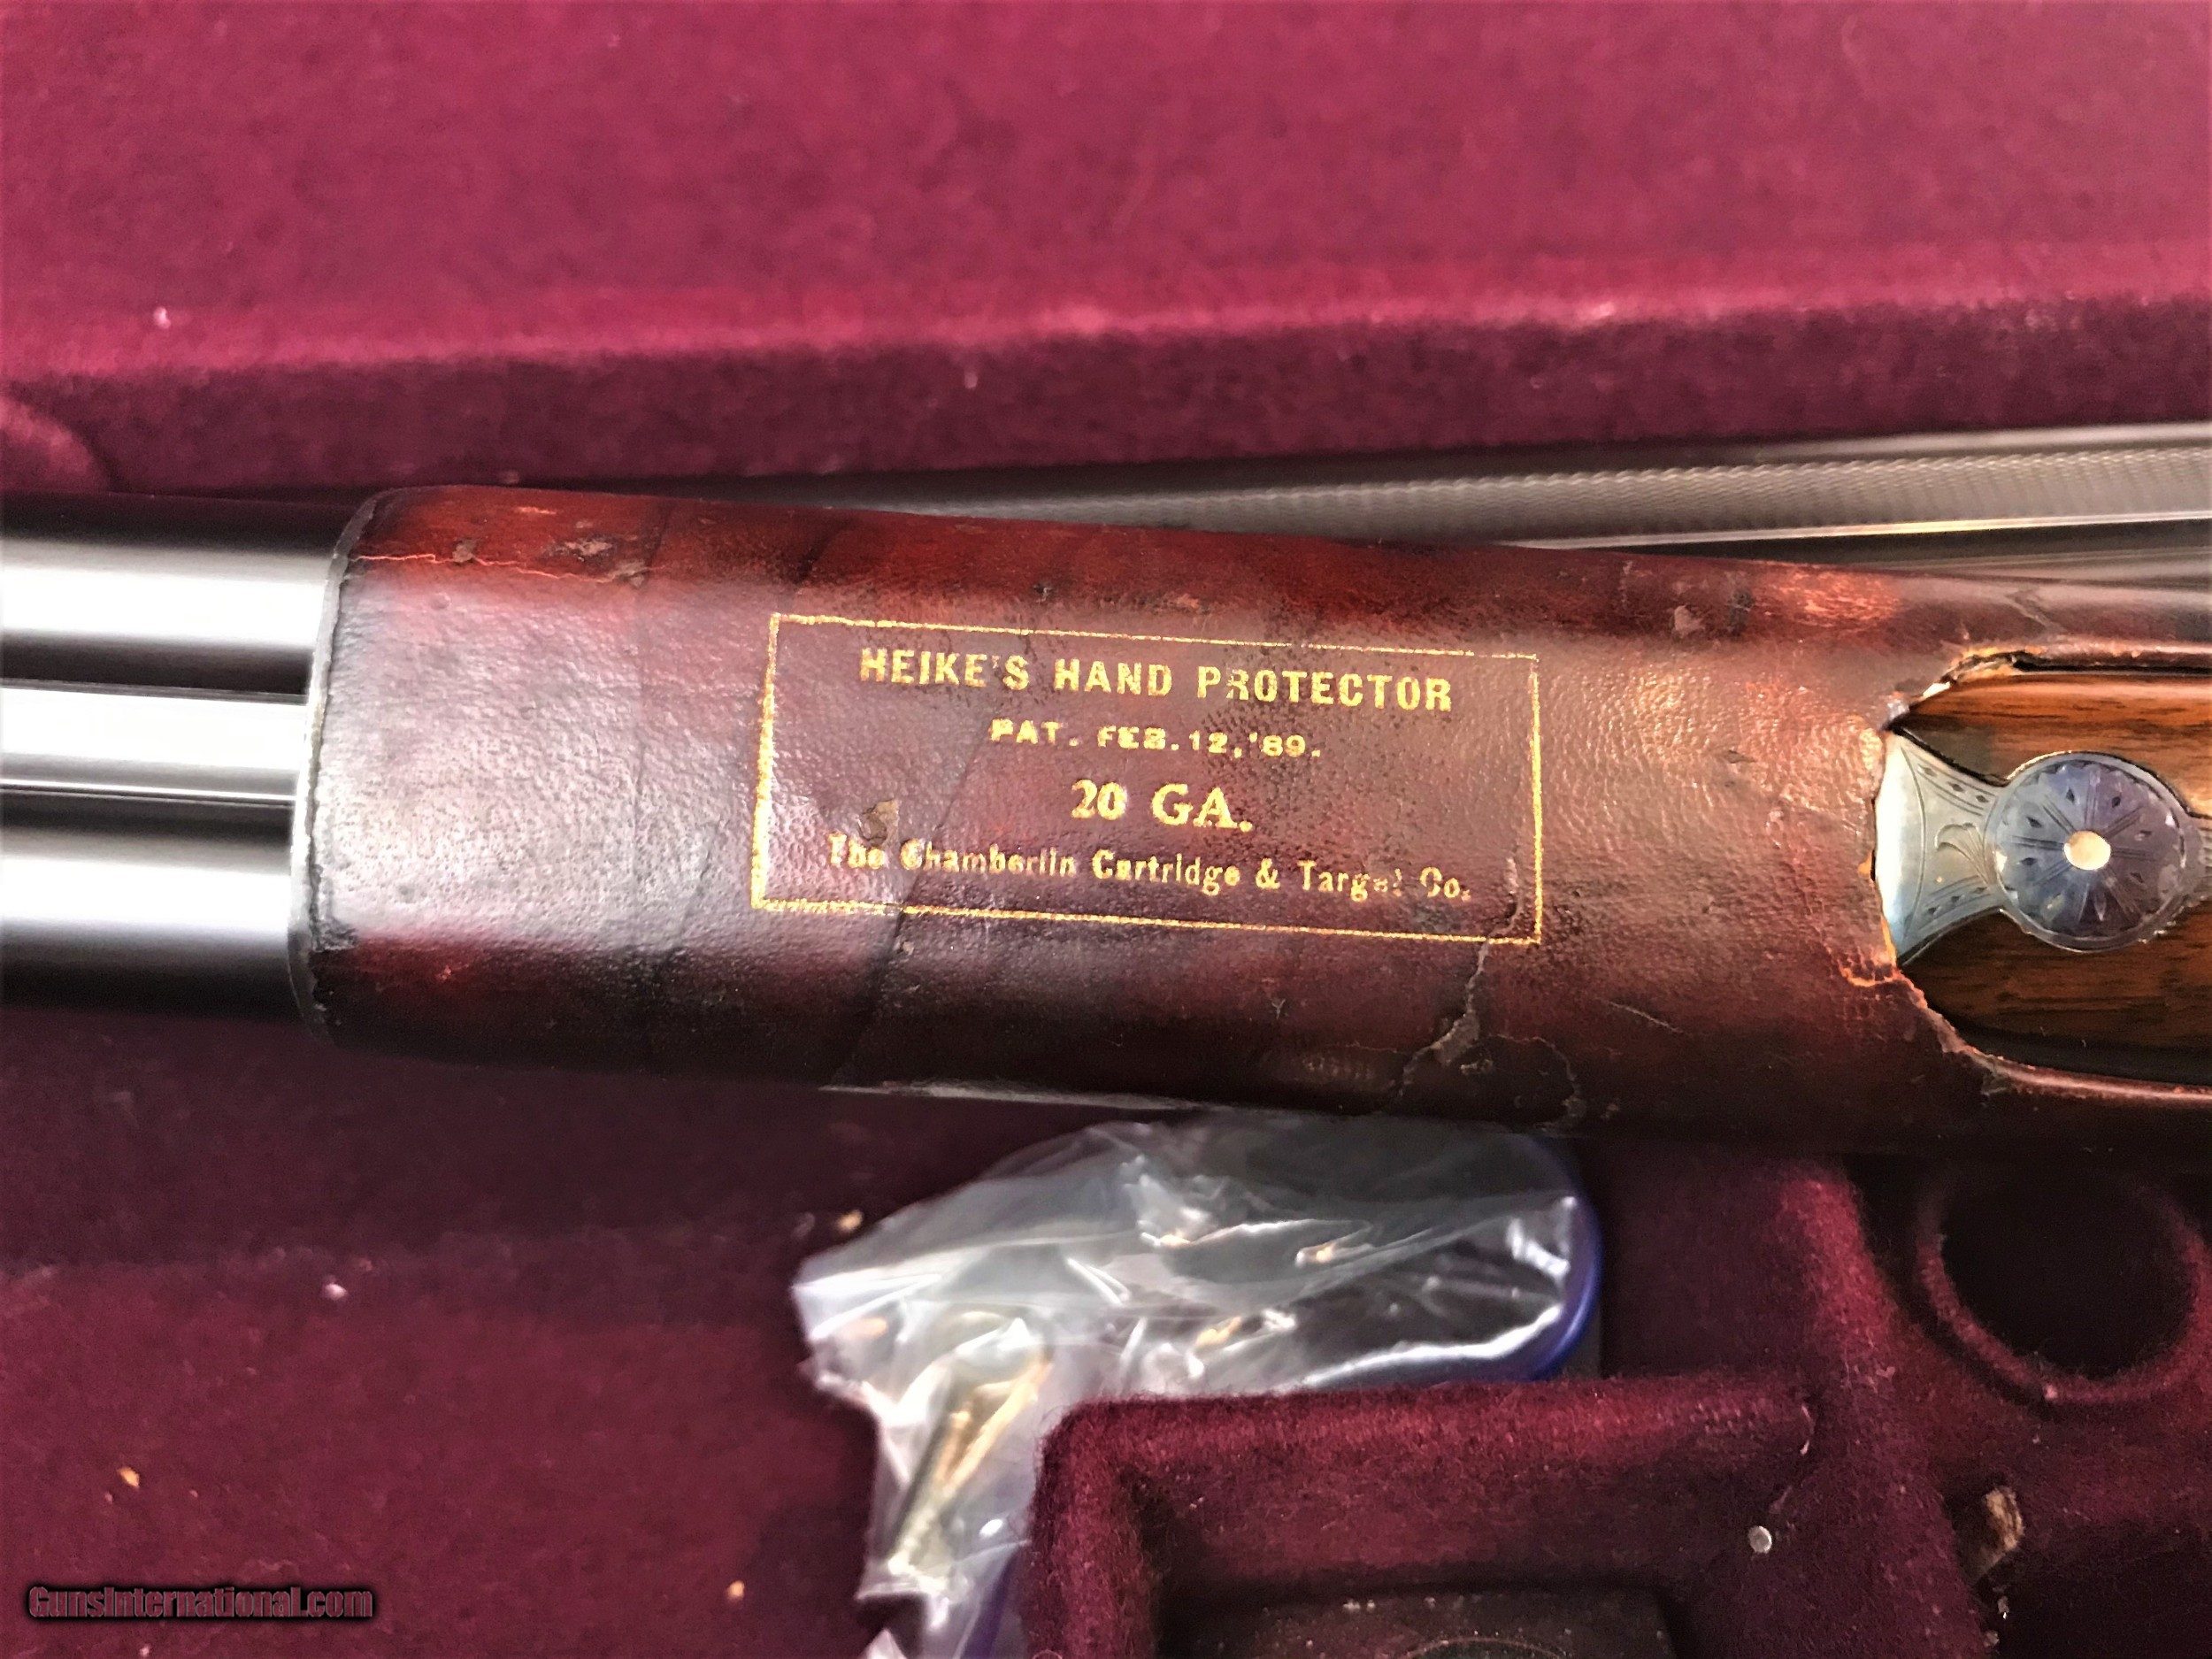 HEIKE'S HAND PROTECTOR
PAT. FEB. 12, '89.
20 GA.
The Chamberlin Cartridge & Target Co.
GunsInternational.com